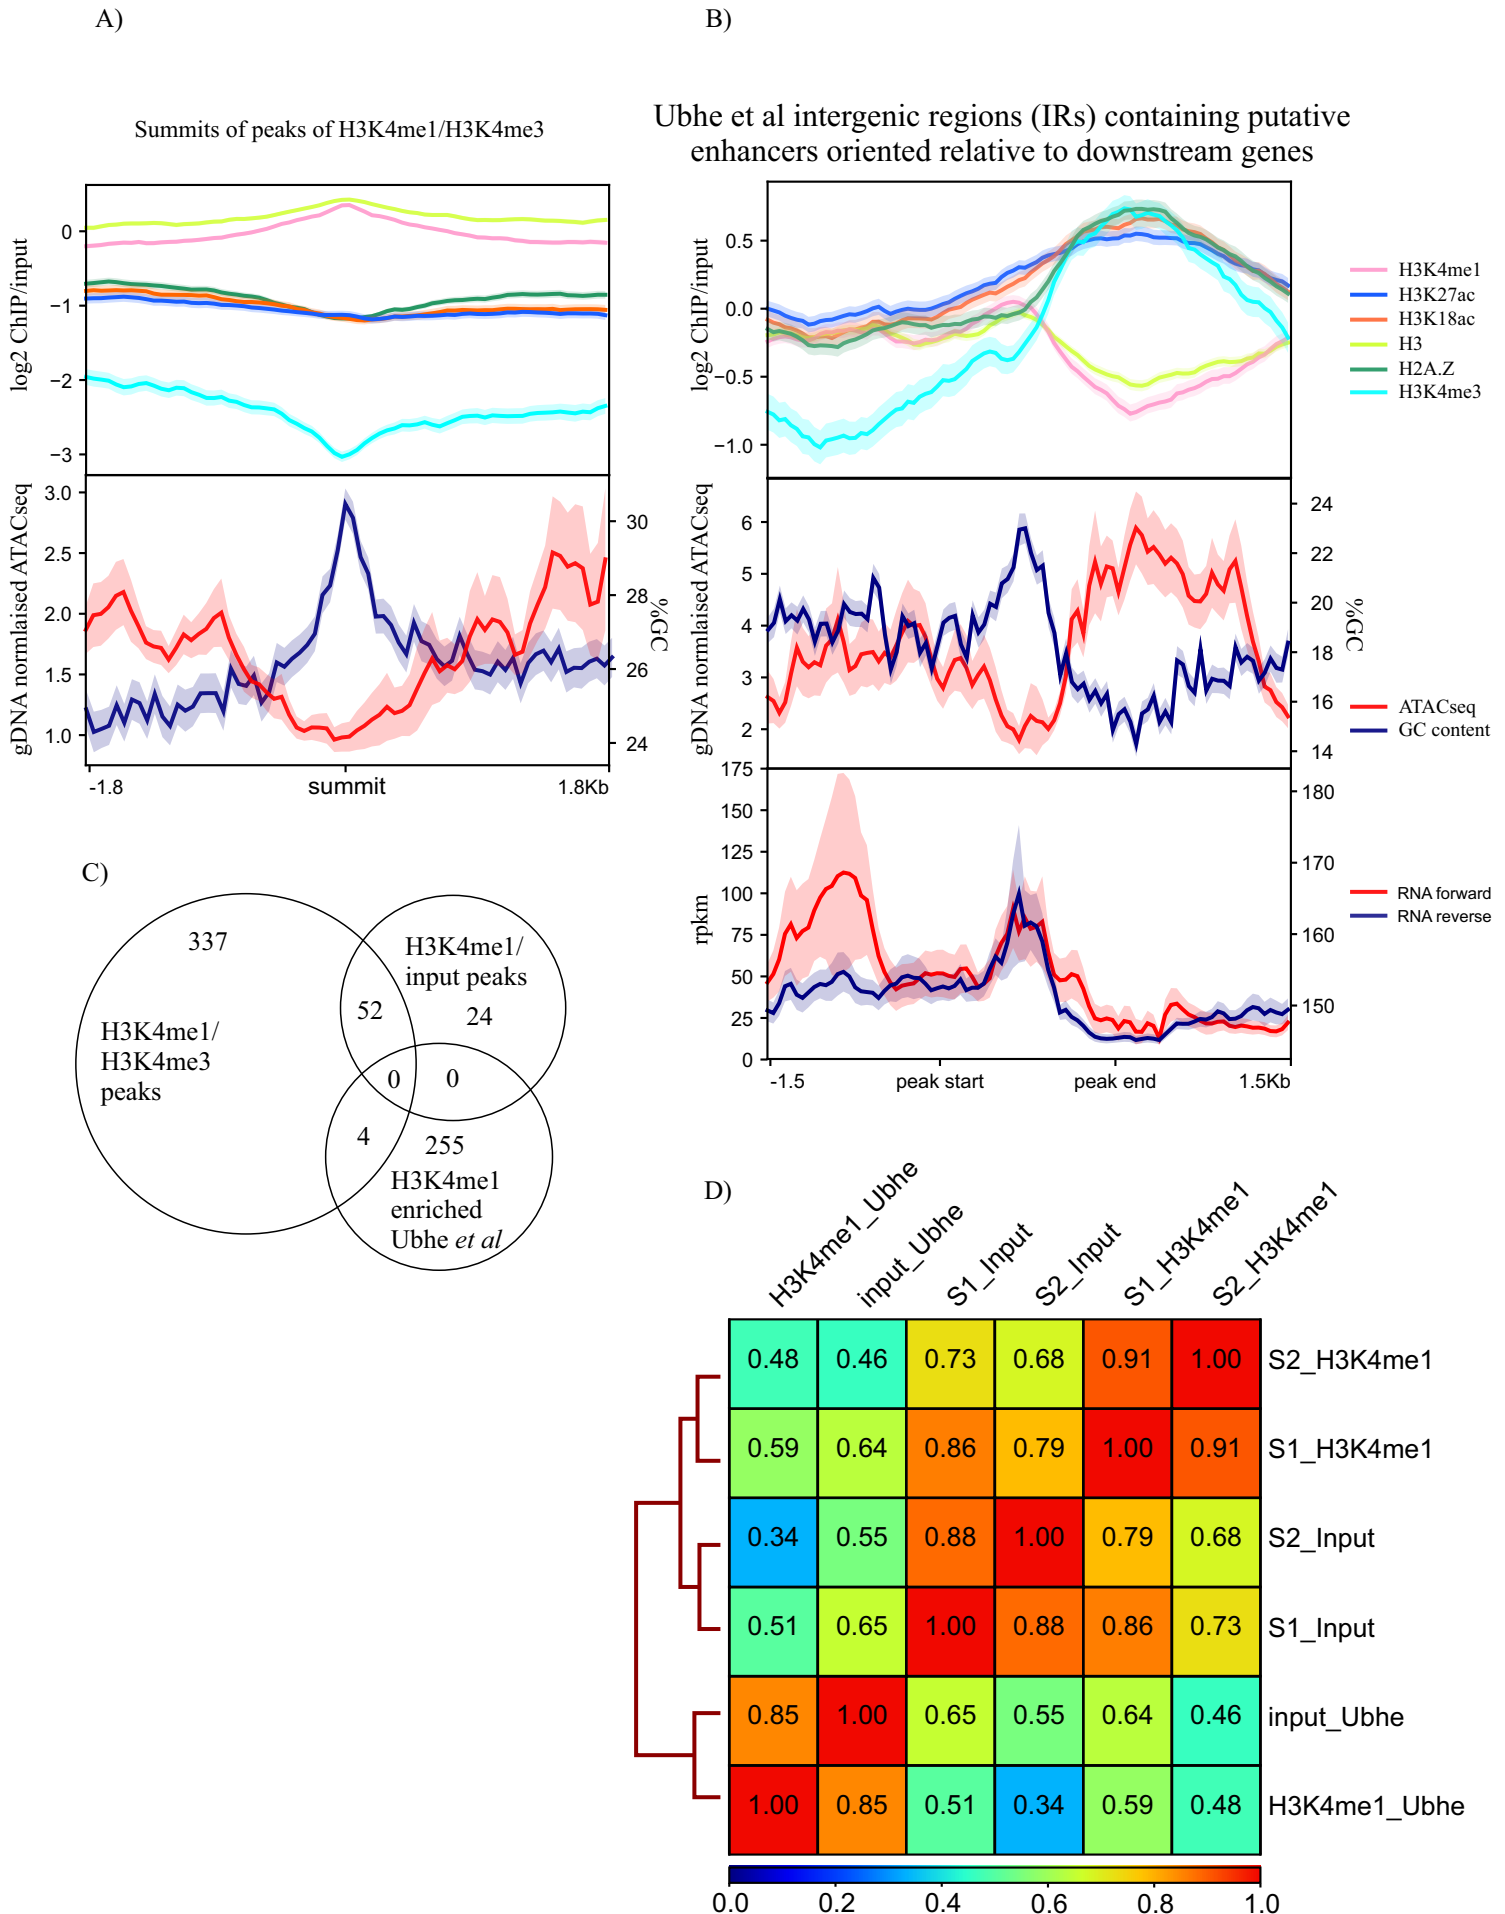 A)
Summits of peaks of H3K4me1/H3K4me3
log2 ChIP/input
0
−1
−2
−3
gDNA normlaised ATACseq
3.0
2.5
2.0
1.5
1.0
30
28
26
24
%GC
-1.8
summit
1.8Kb
B)
Ubhe et al intergenic regions (IRs) containing putative
enhancers oriented relative to downstream genes
log2 ChIP/input
0.5
0.0
−0.5
−1.0
H3K4me1
H3K27ac
H3K18ac
H3
H2A.Z
H3K4me3
gDNA normlaised ATACseq
6
5
4
3
2
24
22
20
18
16
14
%GC
ATACseq
GC content
rpkm
175
150
125
100
75
50
25
0
180
170
160
150
RNA forward
RNA reverse
-1.5
peak start
peak end
1.5Kb
C)
337
H3K4me1/
input peaks
52
24
H3K4me1/
H3K4me3
peaks
0
0
4
255
H3K4me1
enriched
Ubhe et al
D)
H3K4me1_Ubhe
input_Ubhe
S1_Input
S2_Input
S1_H3K4me1
S2_H3K4me1
0.48 0.46 0.73 0.68 0.91 1.00 S2_H3K4me1
0.59 0.64 0.86 0.79 1.00 0.91 S1_H3K4me1
0.34 0.55 0.88 1.00 0.79 0.68 S2_Input
0.51 0.65 1.00 0.88 0.86 0.73 S1_Input
0.85 1.00 0.65 0.55 0.64 0.46 input_Ubhe
1.00 0.85 0.51 0.34 0.59 0.48 H3K4me1_Ubhe
0.0 0.2 0.4 0.6 0.8 1.0